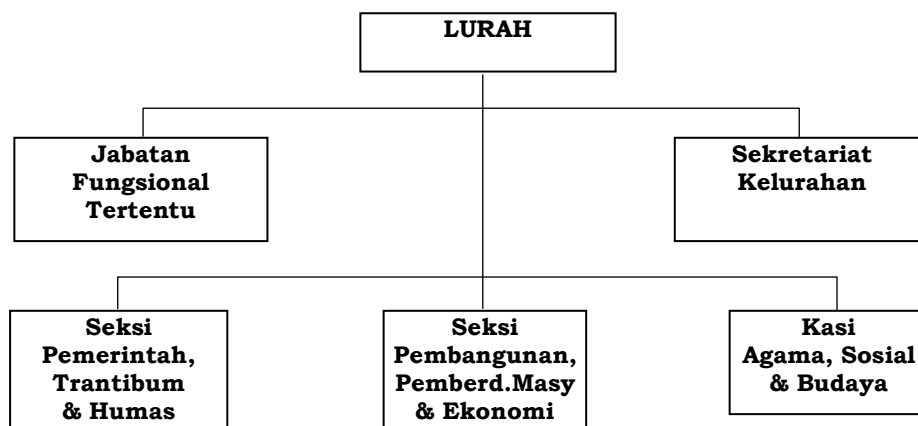 LURAH
Jabatan
Fungsional
Tertentu
Sekretariat
Kelurahan
Seksi
Pemerintah,
Trantibum
& Humas
Seksi
Pembangunan,
Pemberd.Masy
& Ekonomi
Kasi
Agama, Sosial
& Budaya